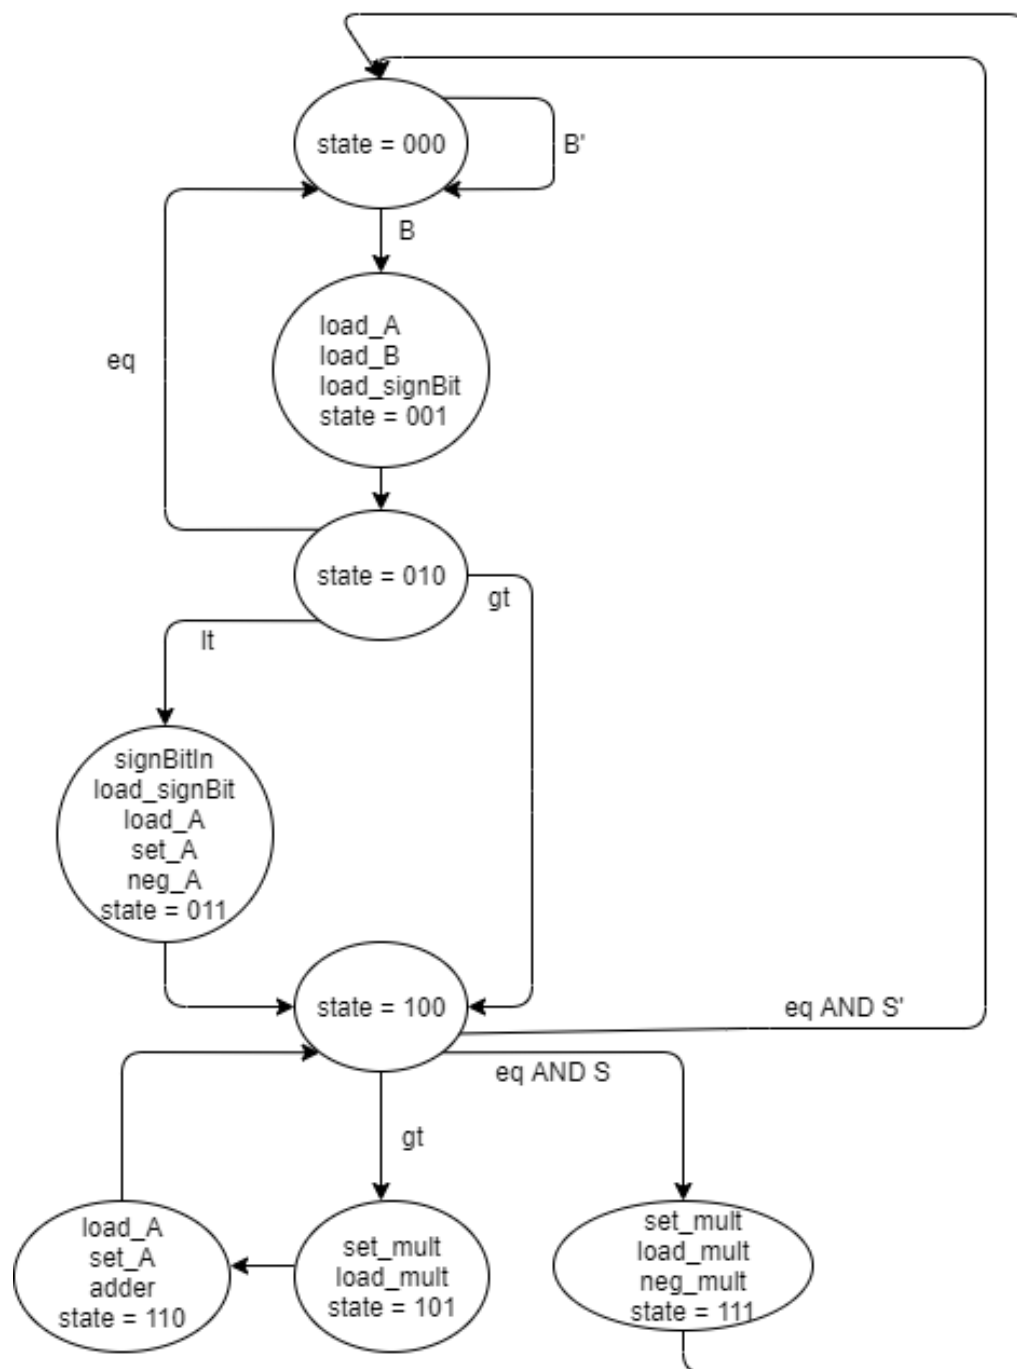 state = 000
B'
B
load_A
load_B
load_signBit
state = 001
eq
state = 010
gt
lt
signBitIn
load_signBit
load_A
set_A
neg_A
state = 011
state = 100
eq AND S'
eq AND S
gt
load_A
set_A
adder
state = 110
set_mult
load_mult
state = 101
set_mult
load_mult
neg_mult
state = 111